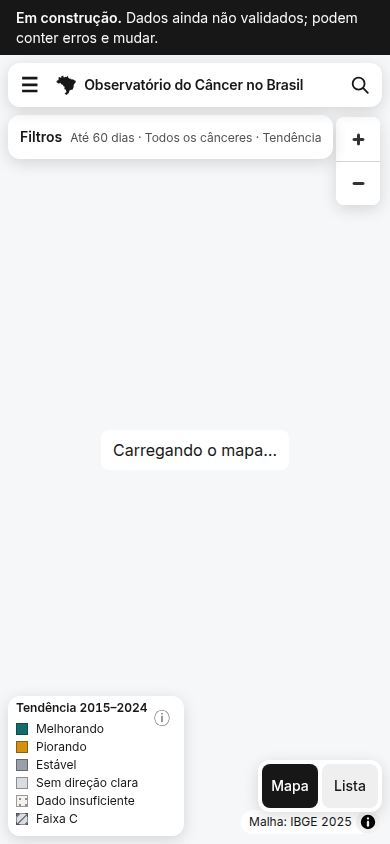 Em construção. Dados ainda não validados; podem
conter erros e mudar.
Observatório do Câncer no Brasil
Filtros Até 60 dias · Todos os cânceres · Tendência
+
−
Carregando o mapa...
Tendência 2015–2024
Melhorando
Piorando
Estável
Sem direção clara
Dado insuficiente
Faixa C
Mapa Lista
Malha: IBGE 2025